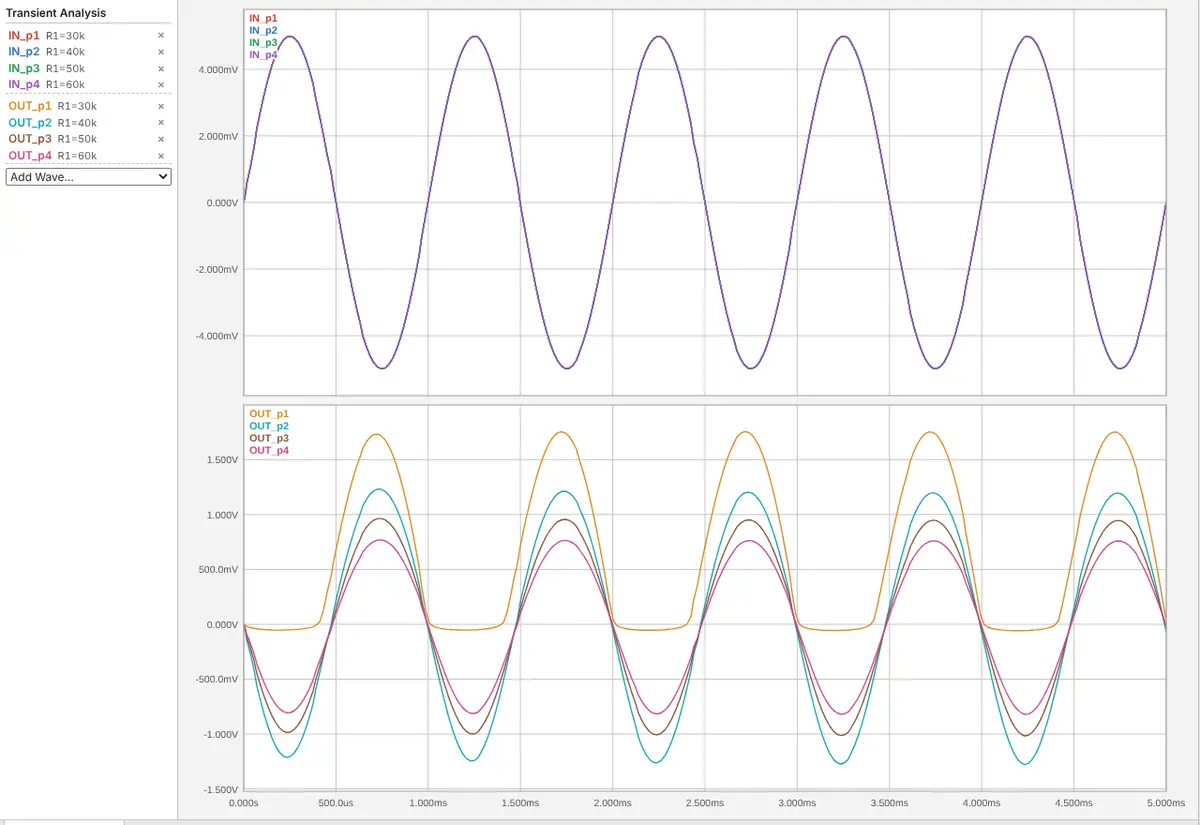 Transient Analysis
IN_p1 R1=30k ×
IN_p2 R1=40k ×
IN_p3 R1=50k ×
IN_p4 R1=60k ×
OUT_p1 R1=30k ×
OUT_p2 R1=40k ×
OUT_p3 R1=50k ×
OUT_p4 R1=60k ×
Add Wave...
IN_p1
IN_p2
IN_p3
IN_p4
4.000mV
2.000mV
0.000V
-2.000mV
-4.000mV
OUT_p1
OUT_p2
OUT_p3
OUT_p4
1.500V
1.000V
500.0mV
0.000V
-500.0mV
-1.000V
-1.500V
0.000s 500.0us 1.000ms 1.500ms 2.000ms 2.500ms 3.000ms 3.500ms 4.000ms 4.500ms 5.000ms